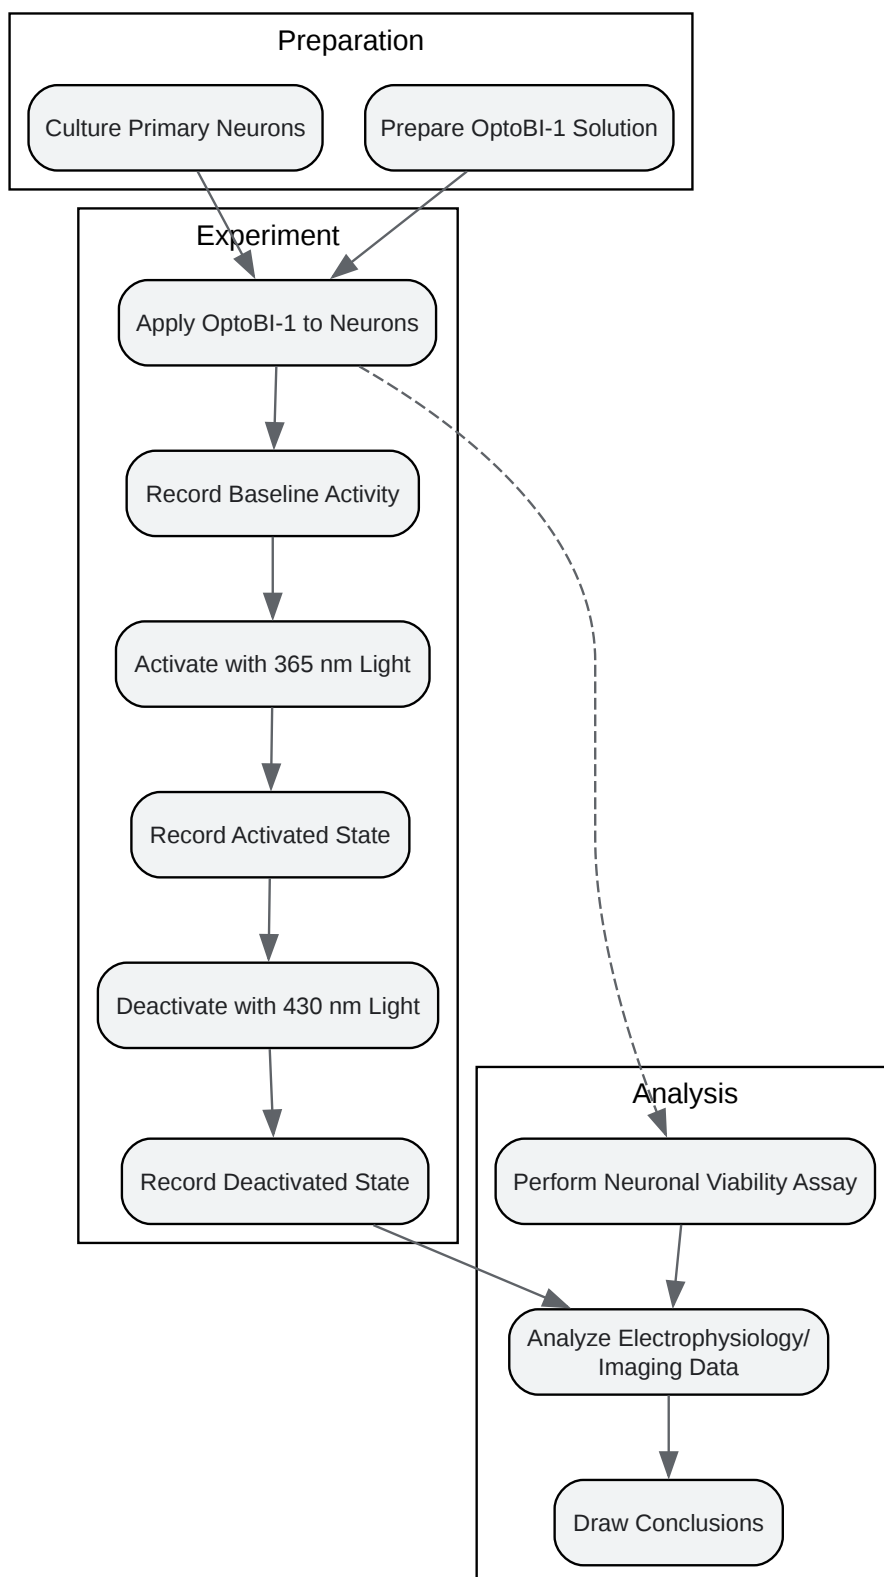 Preparation
Culture Primary Neurons
Prepare OptoBI-1 Solution
Experiment
Apply OptoBI-1 to Neurons
Record Baseline Activity
Activate with 365 nm Light
Record Activated State
Deactivate with 430 nm Light
Record Deactivated State
Analysis
Perform Neuronal Viability Assay
Analyze Electrophysiology/
Imaging Data
Draw Conclusions